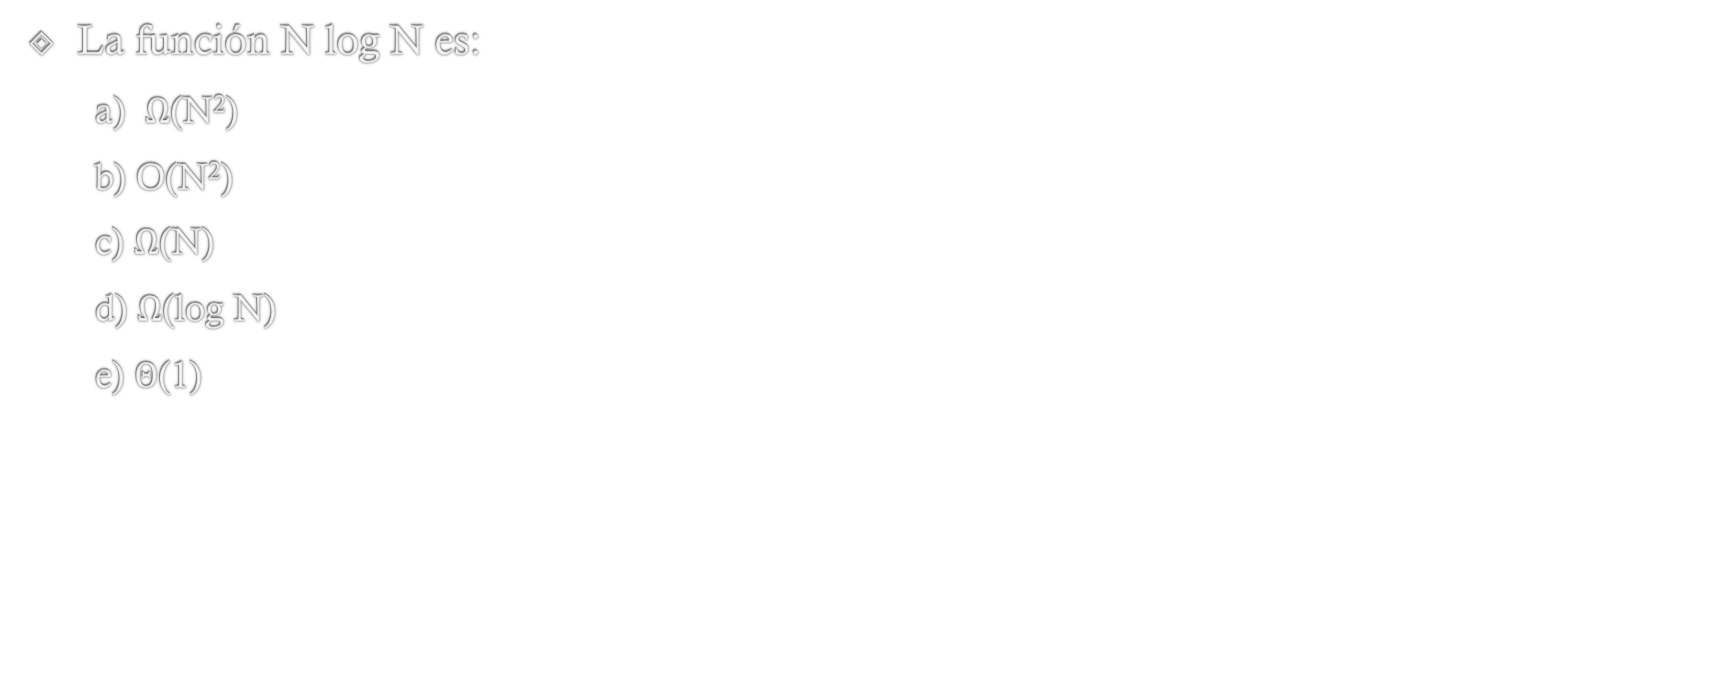 ❖ La función N log N es:
a) Ω(N²)
b) O(N²)
c) Ω(N)
d) Ω(log N)
e) Θ(1)